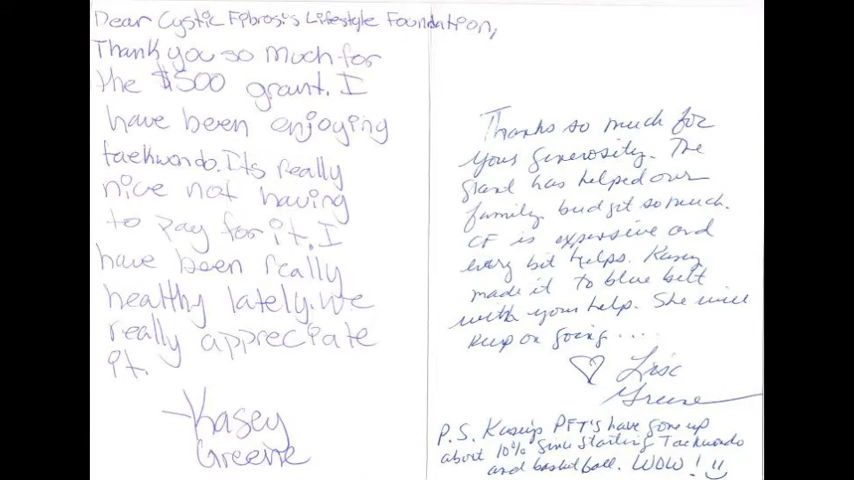 Dear Cystic Fibrosis Lifestyle Foundation,
Thank you so much for
the $500 grant. I
have been enjoying
taekwondo. Its really
nice not having
to pay for it. I
have been really
healthy lately. We
really appreciate
it.
-Kasey
Greene
Thanks so much for
your generosity. The
grant has helped our
family budget so much.
CF is expensive and
every bit helps. Kasey
made it to blue belt
with your help. She will
keep on going....
♡ Lisa
Greene
P.S. Kasey's PFT's have gone up
about 10% since starting Taekwondo
and basketball. WOW!